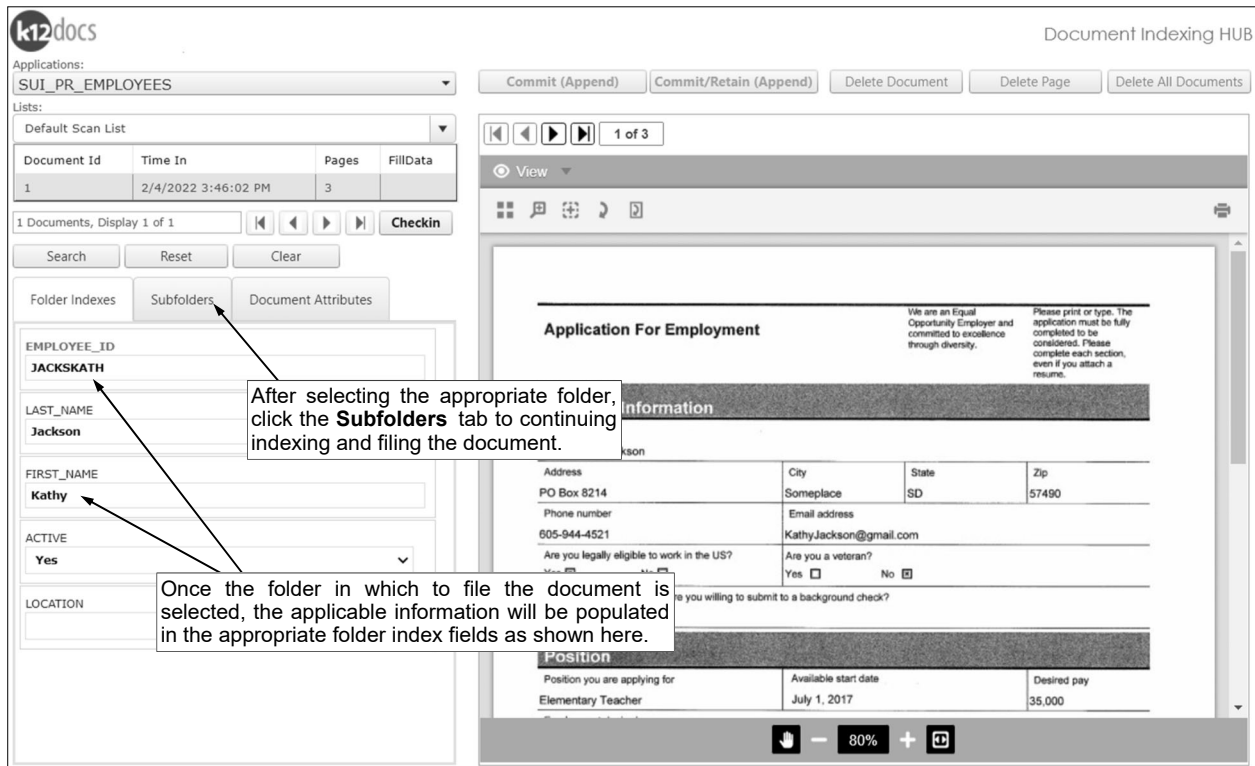 k12docs
Document Indexing HUB
Applications:
SUI_PR_EMPLOYEES
Commit (Append) Commit/Retain (Append) Delete Document Delete Page Delete All Documents
Lists:
Default Scan List
Document Id Time In Pages FillData
1 2/4/2022 3:46:02 PM 3
1 Documents, Display 1 of 1 Checkin
Search Reset Clear
Folder Indexes Subfolders Document Attributes
EMPLOYEE_ID
JACKSKATH
LAST_NAME
Jackson
FIRST_NAME
Kathy
ACTIVE
Yes
LOCATION
After selecting the appropriate folder,
click the Subfolders tab to continuing
indexing and filing the document.
Once the folder in which to file the document is
selected, the applicable information will be populated
in the appropriate folder index fields as shown here.
1 of 3
View
Application For Employment
We are an Equal
Opportunity Employer and
committed to excellence
through diversity.
Please print or type. The
application must be fully
completed to be
considered. Please
complete each section,
even if you attach a
resume.
Information
kson
Address City State Zip
PO Box 8214 Someplace SD 57490
Phone number Email address
605-944-4521 KathyJackson@gmail.com
Are you legally eligible to work in the US? Are you a veteran?
Yes No
you willing to submit to a background check?
Position
Position you are applying for Available start date Desired pay
Elementary Teacher July 1, 2017 35,000
80%